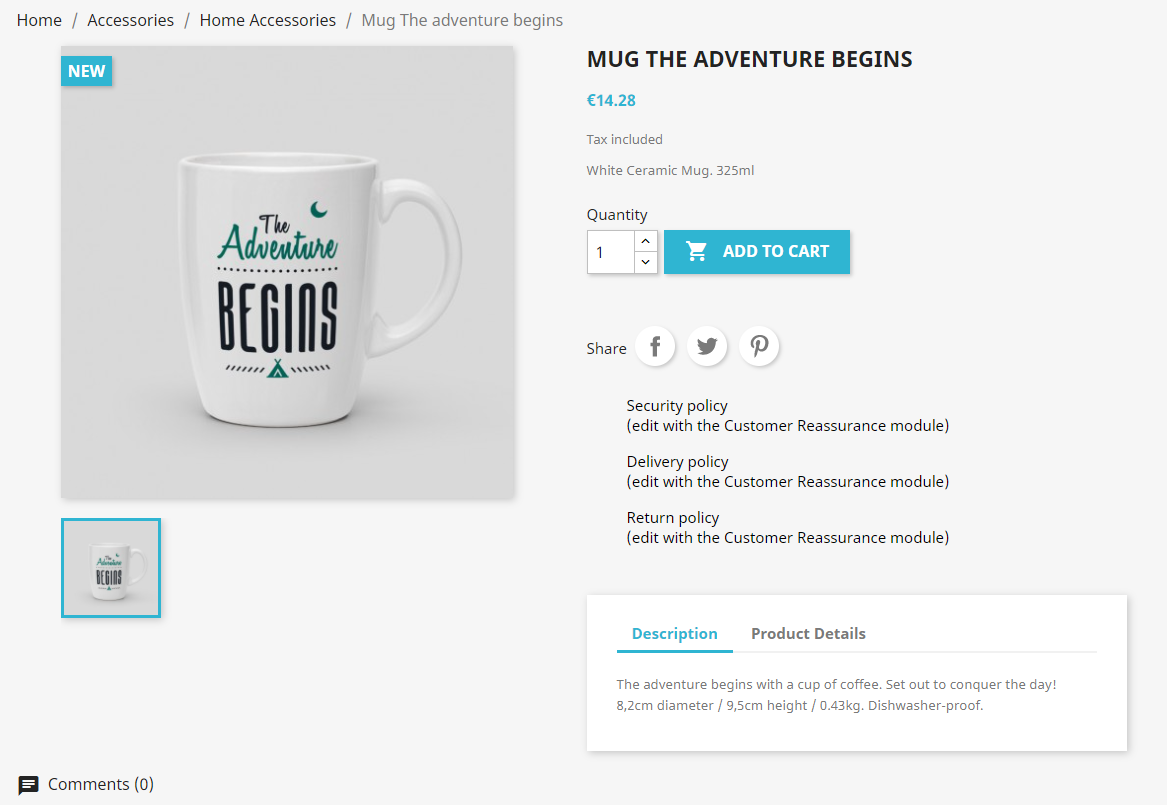 Home / Accessories / Home Accessories / Mug The adventure begins
NEW
The
Adventure
BEGINS
The
Adventure
BEGINS
MUG THE ADVENTURE BEGINS
€14.28
Tax included
White Ceramic Mug. 325ml
Quantity
1
ADD TO CART
Share
Security policy
(edit with the Customer Reassurance module)
Delivery policy
(edit with the Customer Reassurance module)
Return policy
(edit with the Customer Reassurance module)
Description Product Details
The adventure begins with a cup of coffee. Set out to conquer the day!
8,2cm diameter / 9,5cm height / 0.43kg. Dishwasher-proof.
Comments (0)